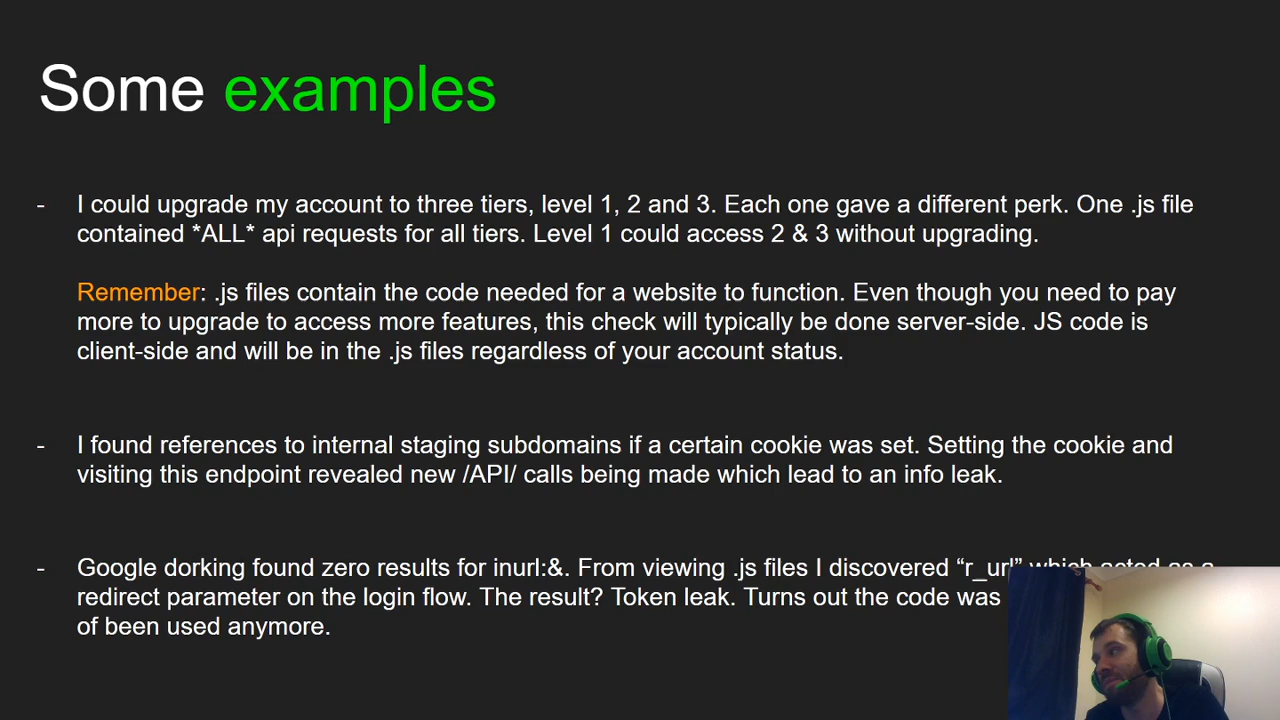 Some examples
- I could upgrade my account to three tiers, level 1, 2 and 3. Each one gave a different perk. One .js file
contained *ALL* api requests for all tiers. Level 1 could access 2 & 3 without upgrading.
Remember: .js files contain the code needed for a website to function. Even though you need to pay
more to upgrade to access more features, this check will typically be done server-side. JS code is
client-side and will be in the .js files regardless of your account status.
- I found references to internal staging subdomains if a certain cookie was set. Setting the cookie and
visiting this endpoint revealed new /API/ calls being made which lead to an info leak.
- Google dorking found zero results for inurl:&. From viewing .js files I discovered “r_url” which acted as a
redirect parameter on the login flow. The result? Token leak. Turns out the code was
of been used anymore.